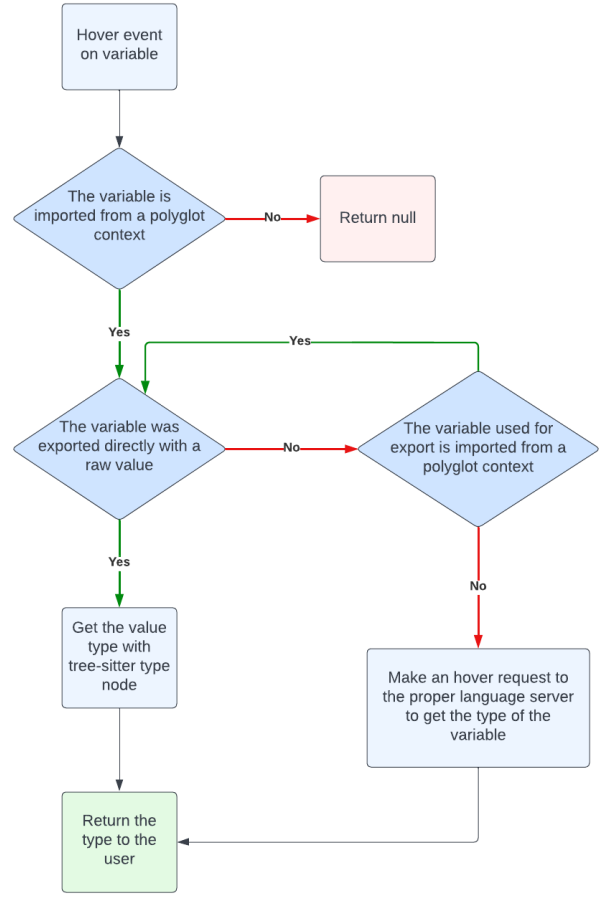 Hover event
on variable
The variable is
imported from a polyglot
context
No
Return null
Yes
Yes
The variable was
exported directly with a
raw value
No
The variable used for
export is imported from a
polyglot context
Yes
No
Get the value
type with
tree-sitter type
node
Make an hover request to
the proper language server
to get the type of the
variable
Return the
type to the
user